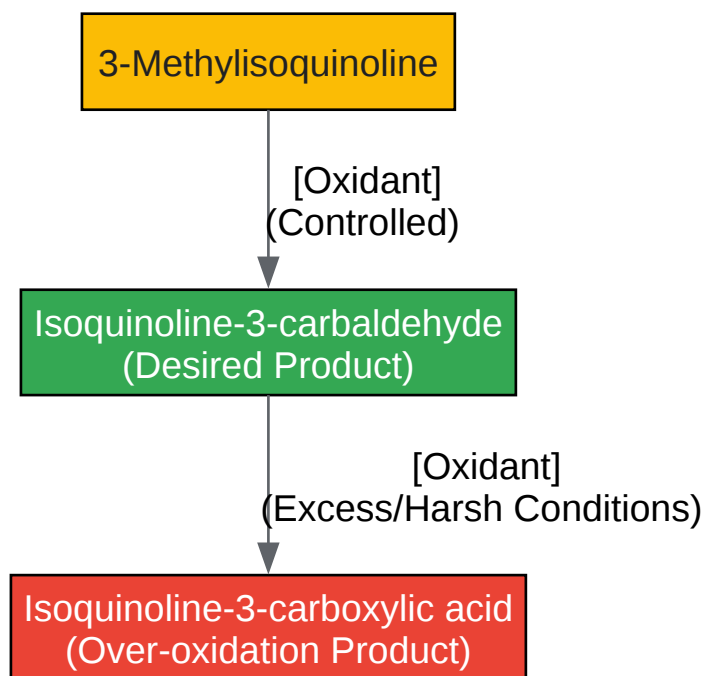 3-Methylisoquinoline
[Oxidant]
(Controlled)
Isoquinoline-3-carbaldehyde
(Desired Product)
[Oxidant]
(Excess/Harsh Conditions)
Isoquinoline-3-carboxylic acid
(Over-oxidation Product)